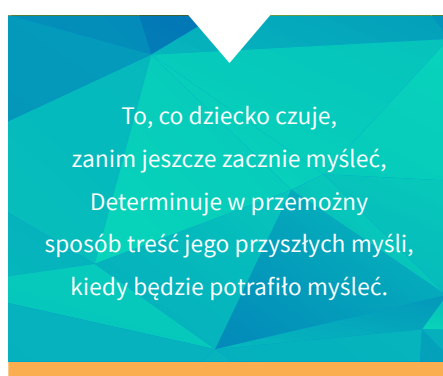 To, co dziecko czuje,
zanim jeszcze zacznie myśleć,
Determinuje w przemożny
sposób treść jego przyszłych myśli,
kiedy będzie potrafiło myśleć.